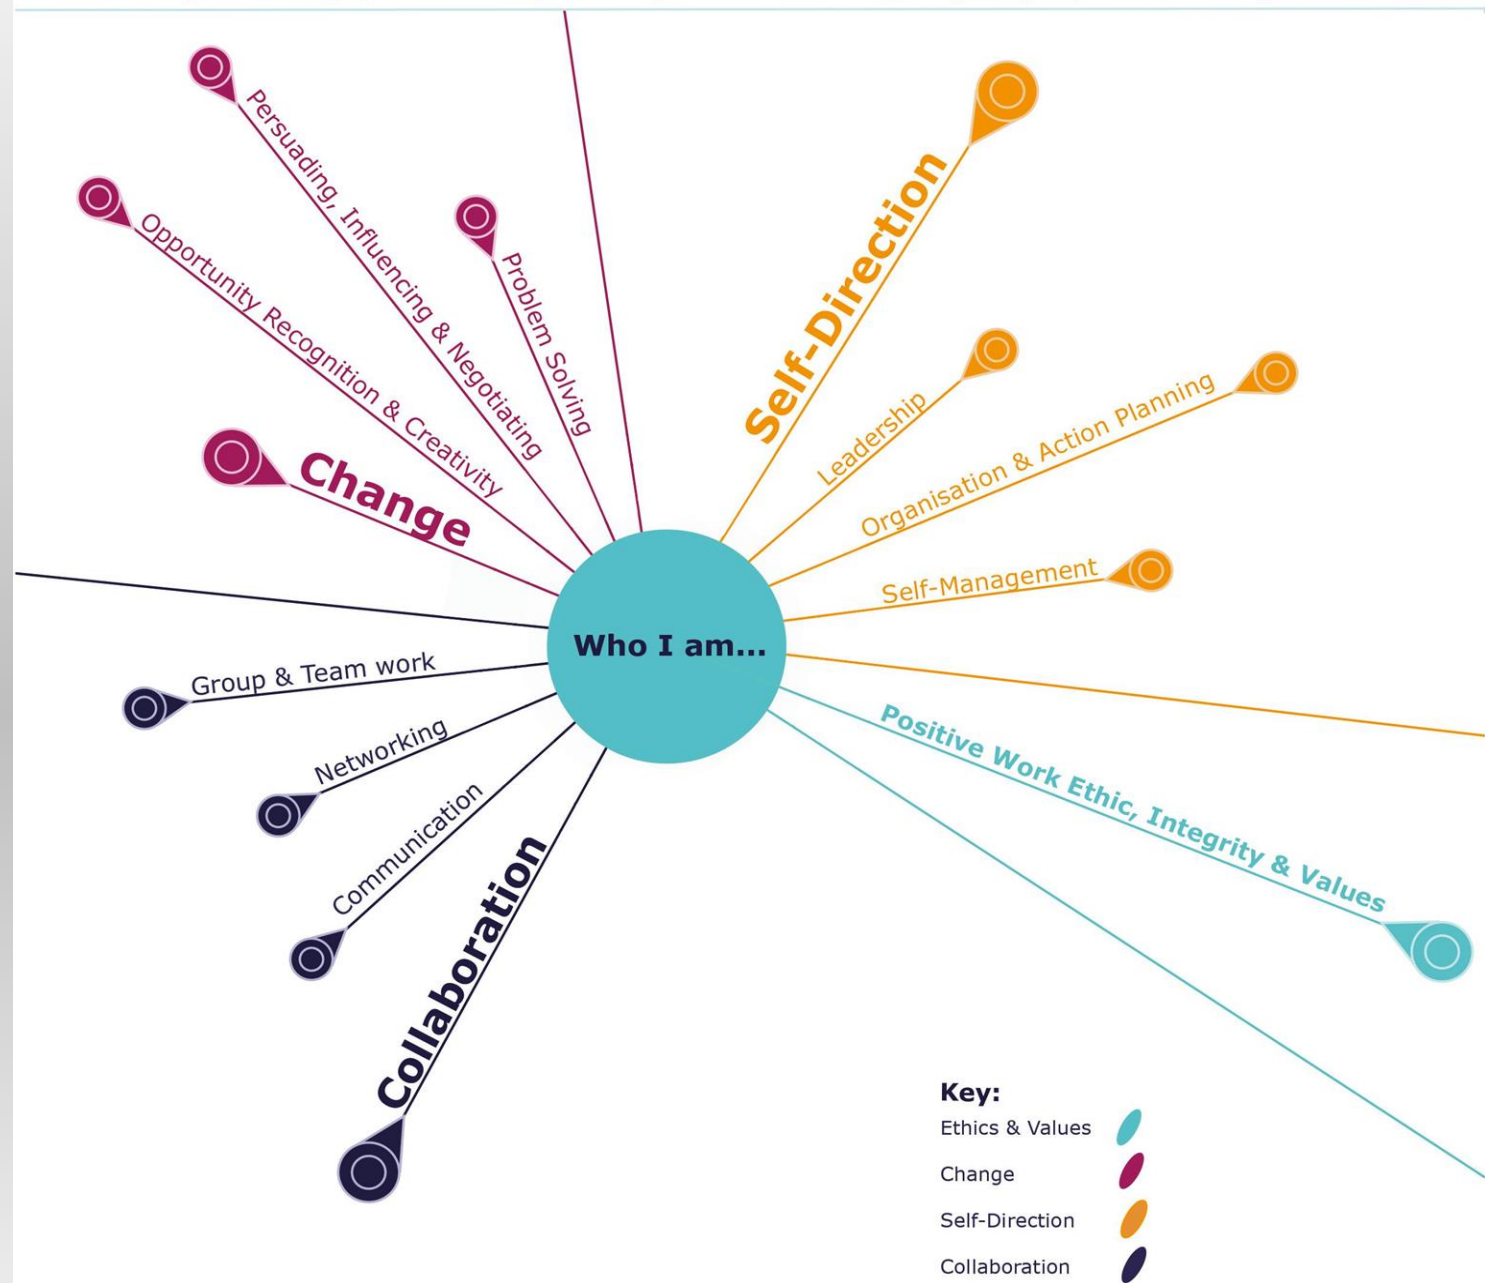 Persuading, Influencing & Negotiating
Opportunity Recognition & Creativity
Problem Solving
Change
Self-Direction
Leadership
Organisation & Action Planning
Self-Management
Who I am...
Group & Team work
Networking
Communication
Collaboration
Positive Work Ethic, Integrity & Values
Key:
Ethics & Values
Change
Self-Direction
Collaboration